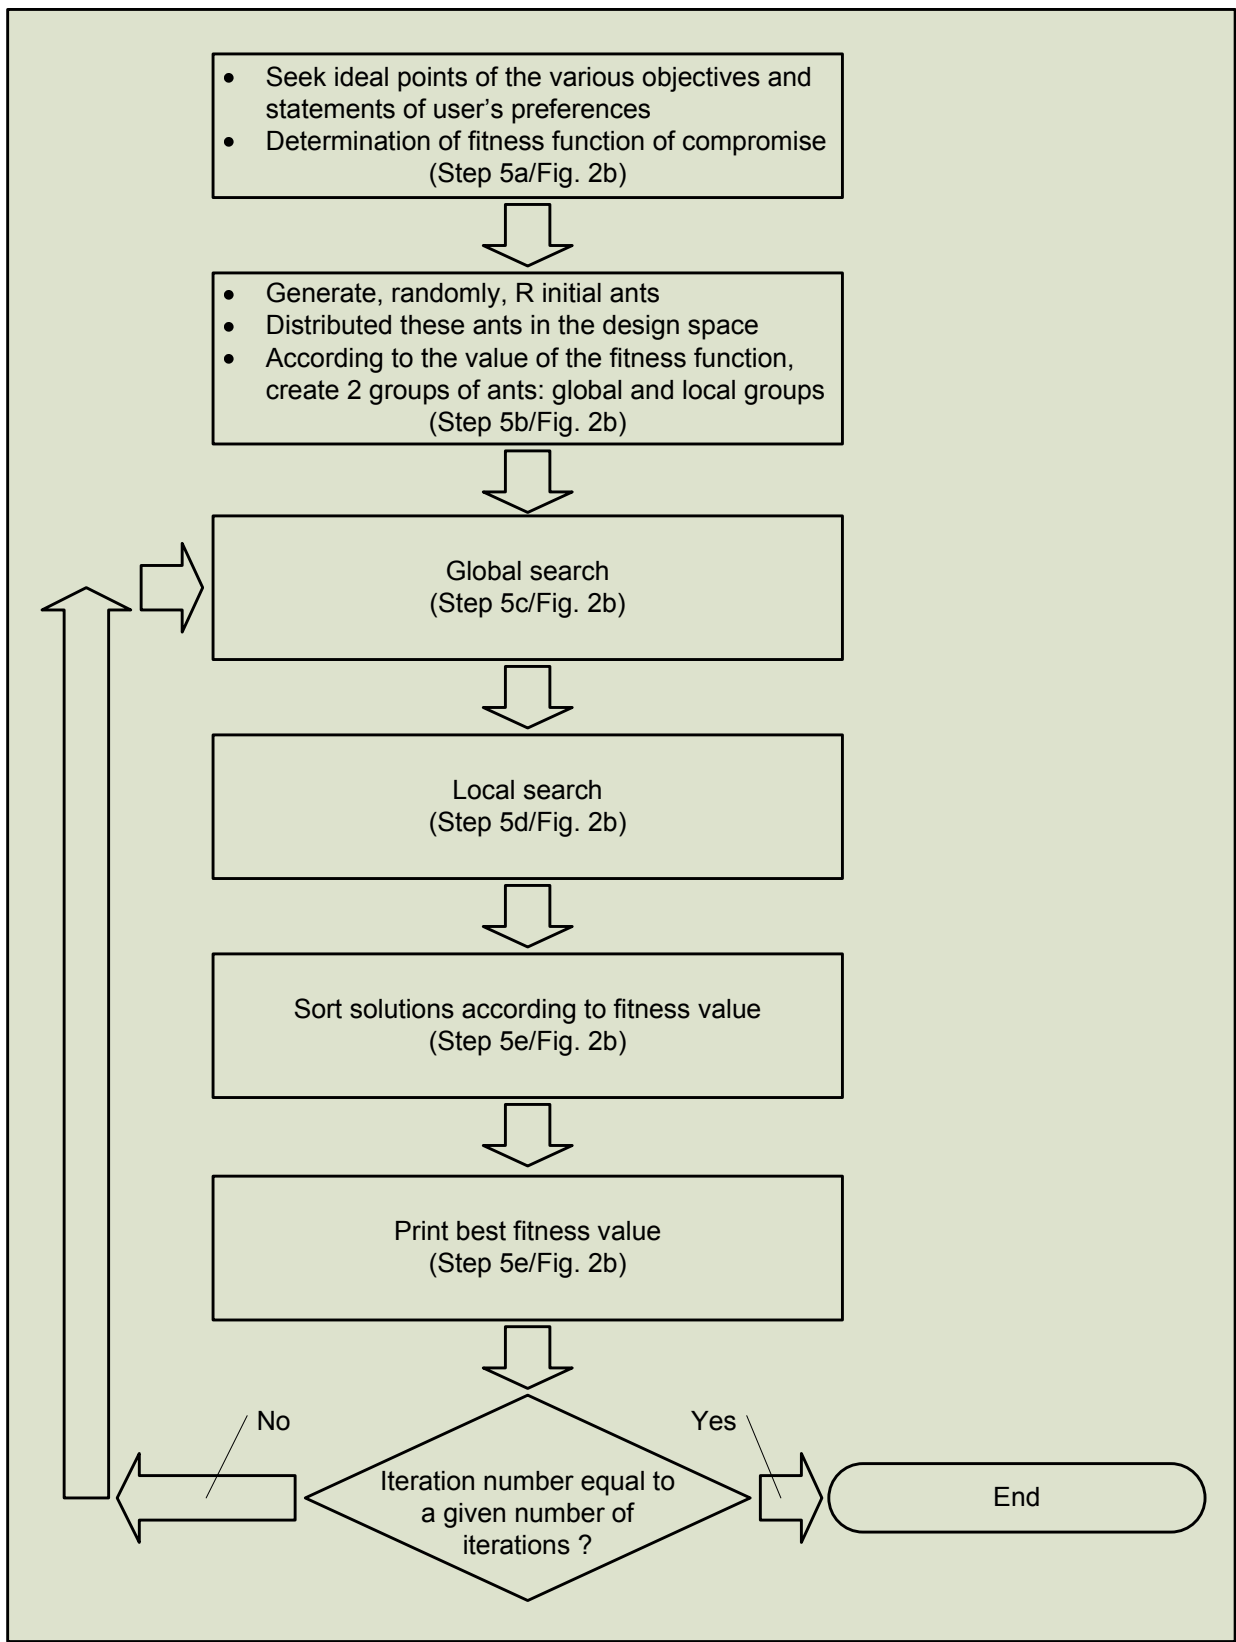 • Seek ideal points of the various objectives and
statements of user's preferences
• Determination of fitness function of compromise
(Step 5a/Fig. 2b)
• Generate, randomly, R initial ants
• Distributed these ants in the design space
• According to the value of the fitness function,
create 2 groups of ants: global and local groups
(Step 5b/Fig. 2b)
Global search
(Step 5c/Fig. 2b)
Local search
(Step 5d/Fig. 2b)
Sort solutions according to fitness value
(Step 5e/Fig. 2b)
Print best fitness value
(Step 5e/Fig. 2b)
No
Yes
Iteration number equal to
a given number of
iterations ?
End